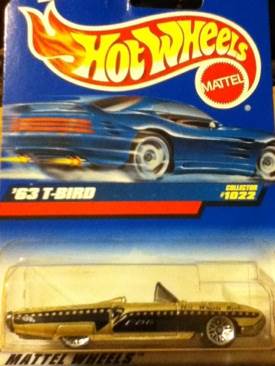 HOT WHEELS
MATTEL
'63 T-BIRD
COLLECTOR
#1022
MATTEL WHEELS